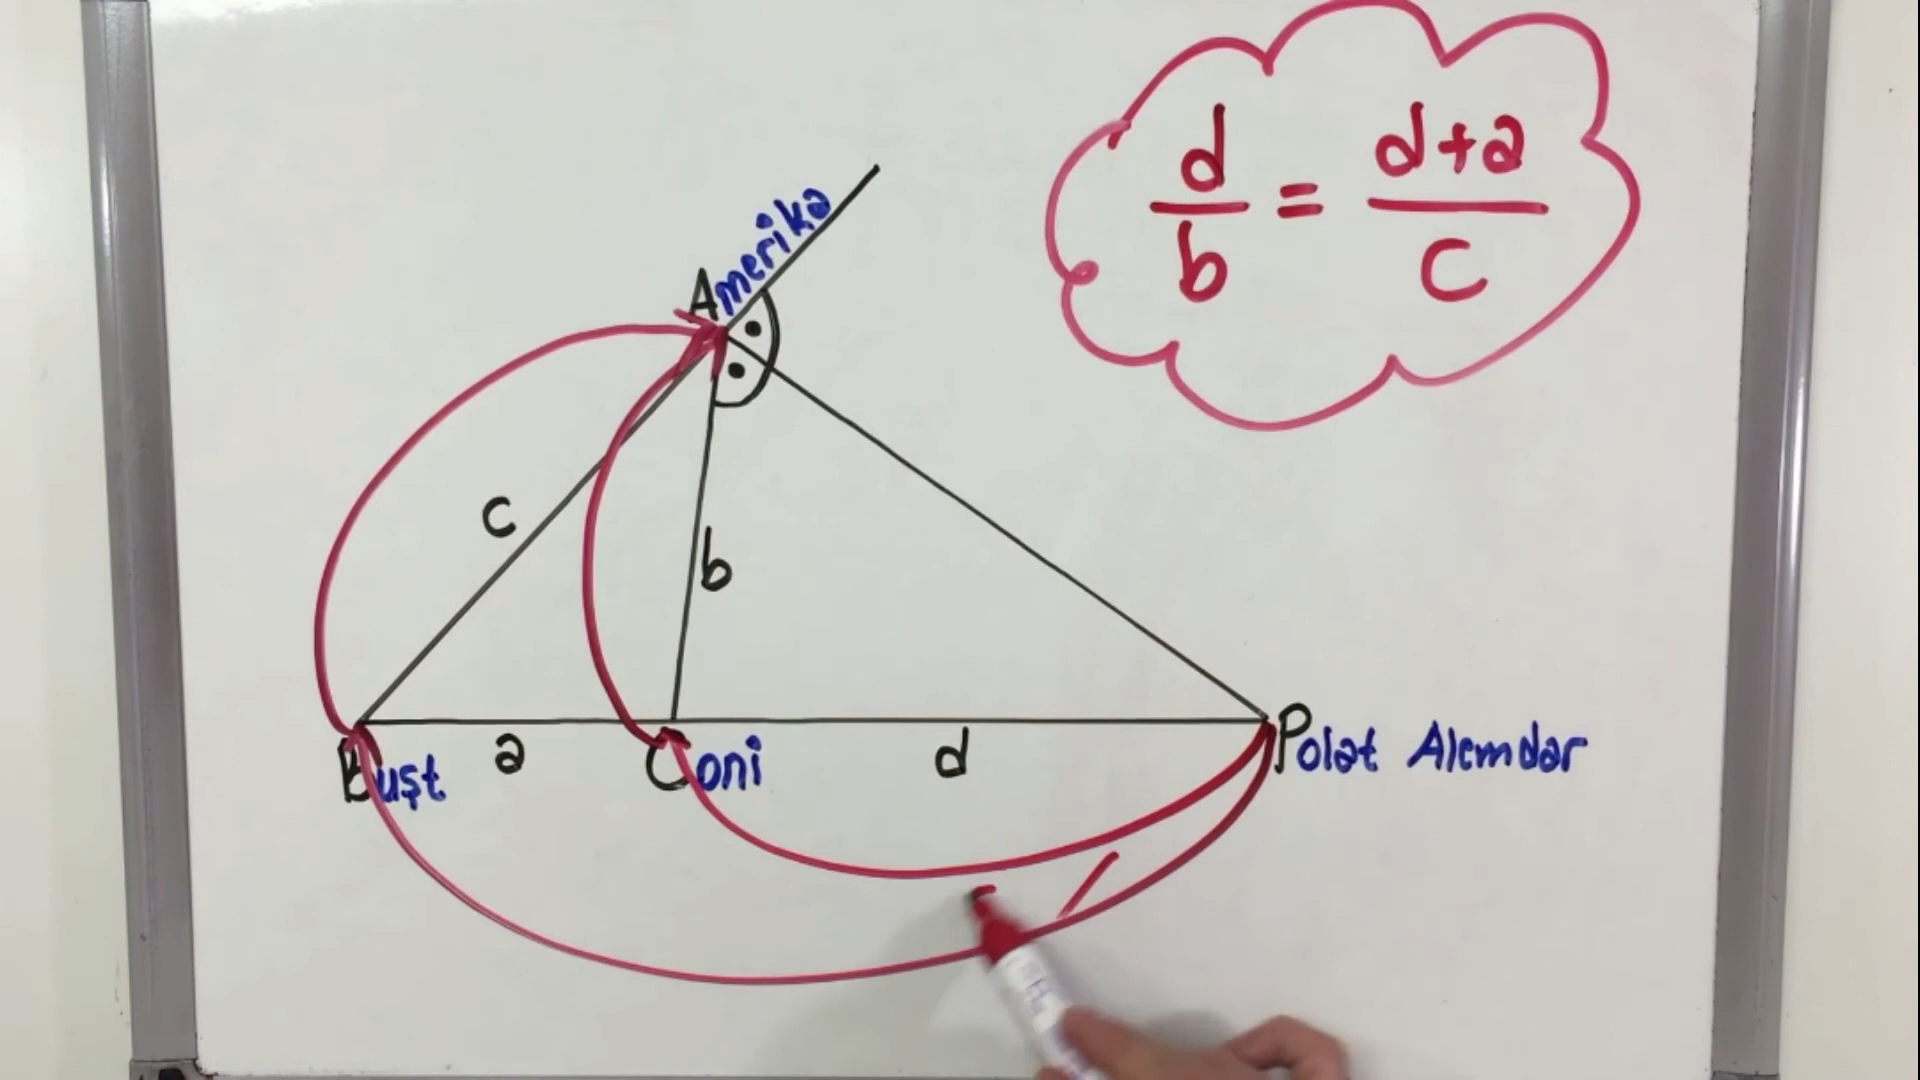 d/b = d+a/c
Amerika
c
b
Buşt
a
Coni
d
Polat Alemdar